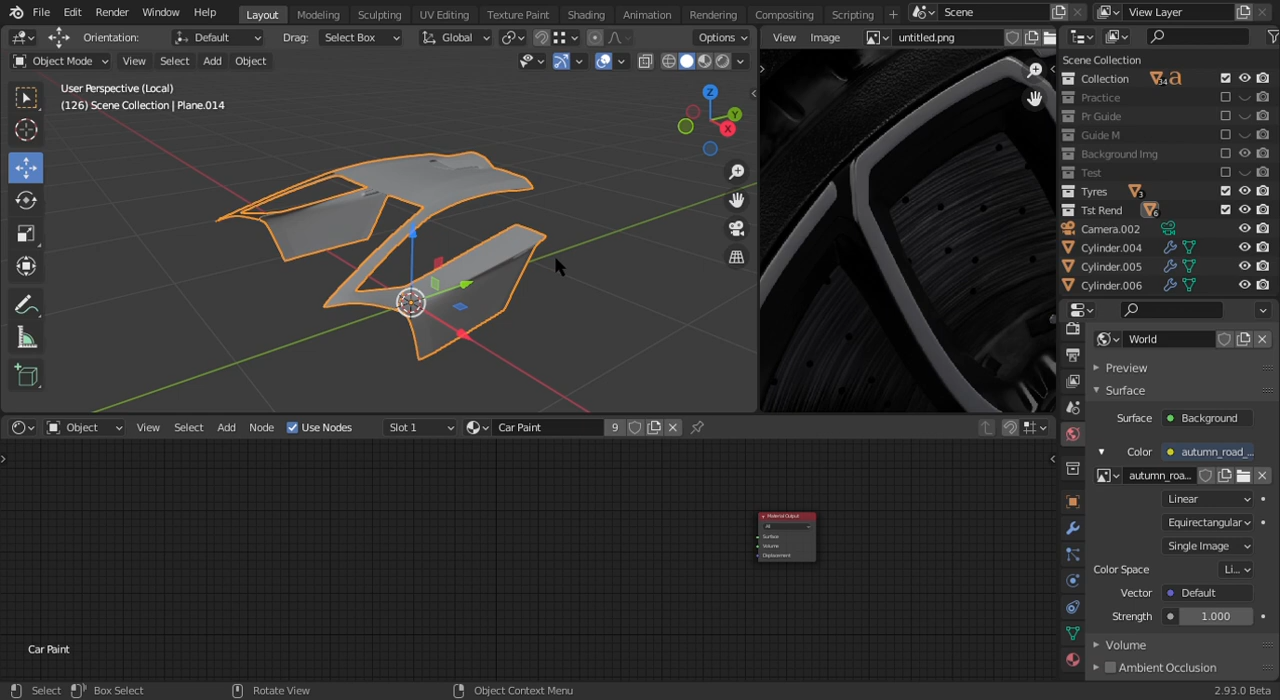 File Edit Render Window Help Layout Modeling Sculpting UV Editing Texture Paint Shading Animation Rendering Compositing Scripting + Scene View Layer
Orientation: Default Drag: Select Box Global Options
View Image untitled.png
Object Mode View Select Add Object
User Perspective (Local)
(126) Scene Collection | Plane.014
Z
Y
X
Scene Collection
Collection 34 a
Practice
Pr Guide
Guide M
Background Img
Test
Tyres 3
Tst Rend 6
Camera.002
Cylinder.004
Cylinder.005
Cylinder.006
World
Preview
Surface
Surface Background
Color autumn_road_...
autumn_roa...
Linear
Equirectangular
Single Image
Color Space Li...
Vector Default
Strength 1.000
Volume
Ambient Occlusion
Object View Select Add Node Use Nodes Slot 1 Car Paint 9
Material Output
All
Surface
Volume
Displacement
Car Paint
Select Box Select Rotate View Object Context Menu 2.93.0 Beta